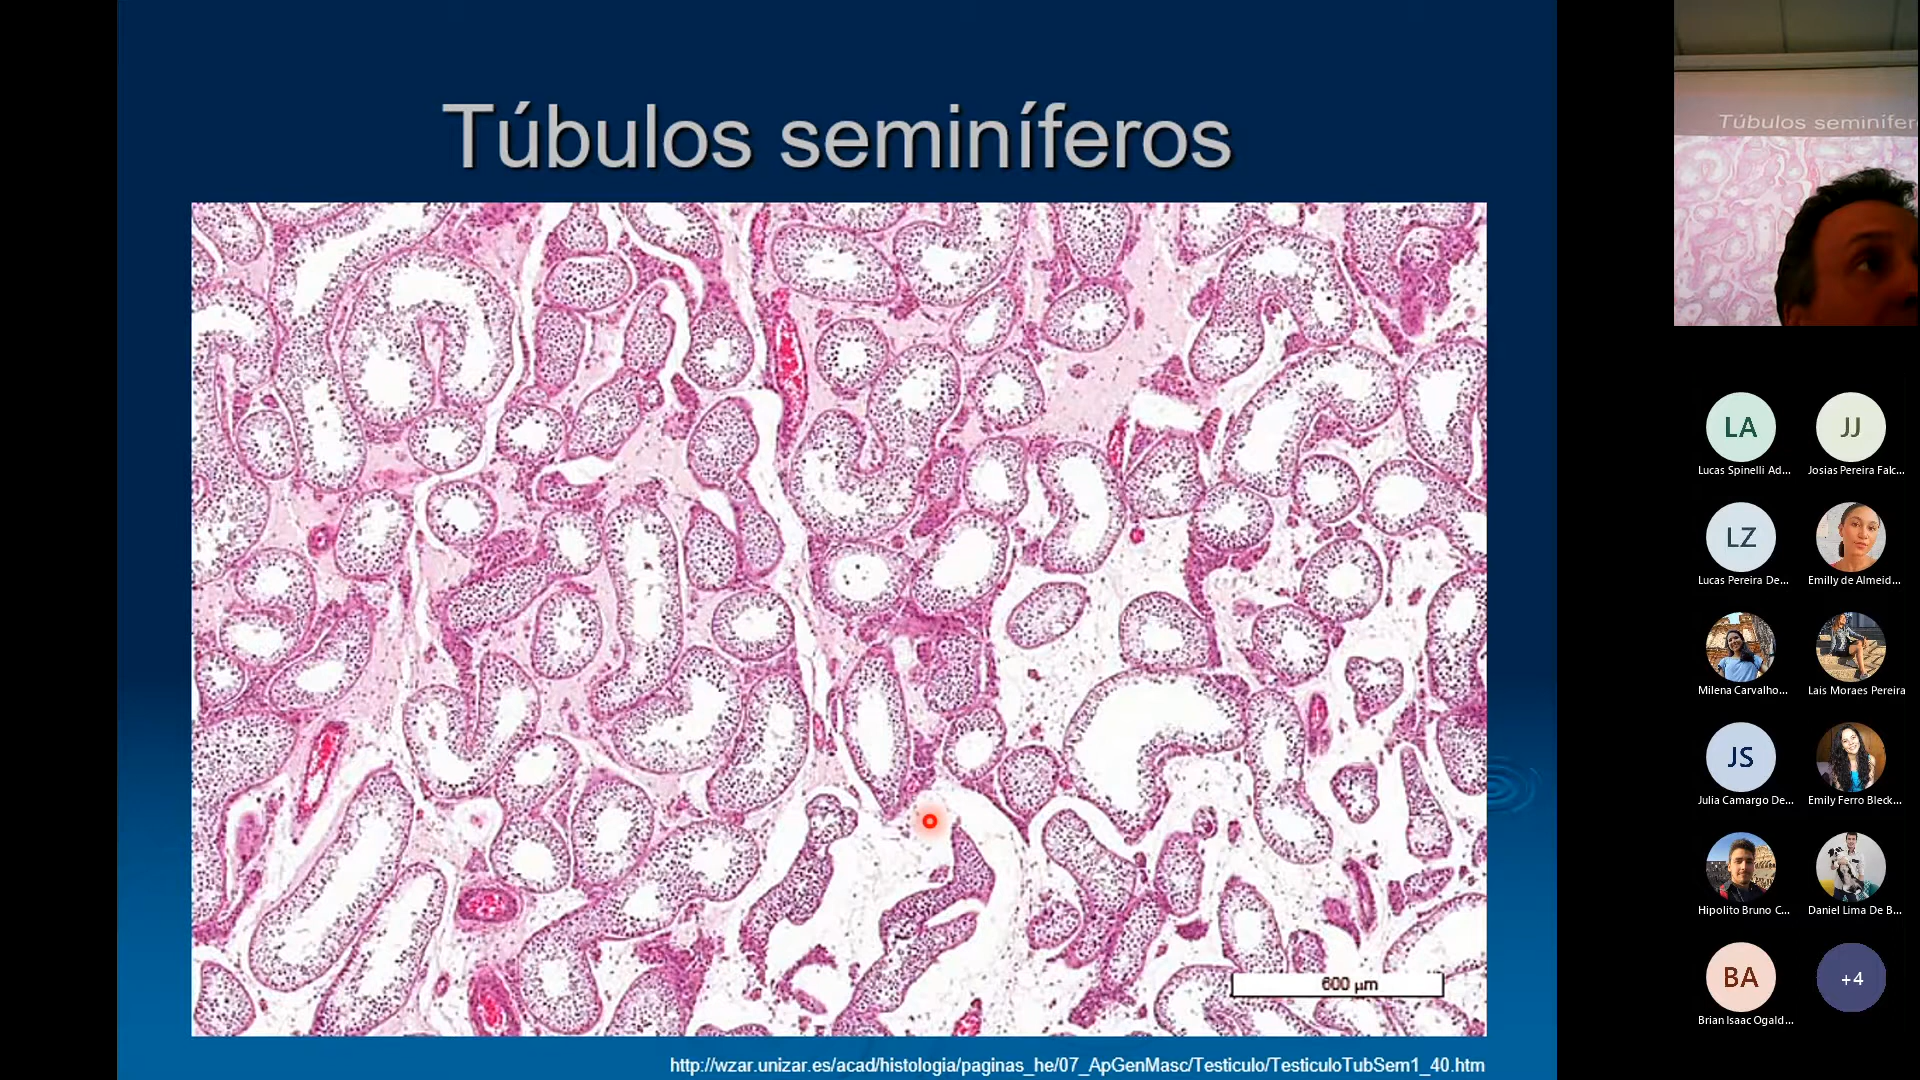 Túbulos seminíferos
600 µm
http://wzar.unizar.es/acad/histologia/paginas_he/07_ApGenMasc/Testiculo/TesticuloTubSem1_40.htm
Túbulos seminífer
LA
JJ
Lucas Spinelli Ad...
Josias Pereira Falc...
LZ
Lucas Pereira De...
Emilly de Almeid...
Milena Carvalho...
Lais Moraes Pereira
JS
Julia Camargo De...
Emily Ferro Bleck...
Hipolito Bruno C...
Daniel Lima De B...
BA
+4
Brian Isaac Ogald...